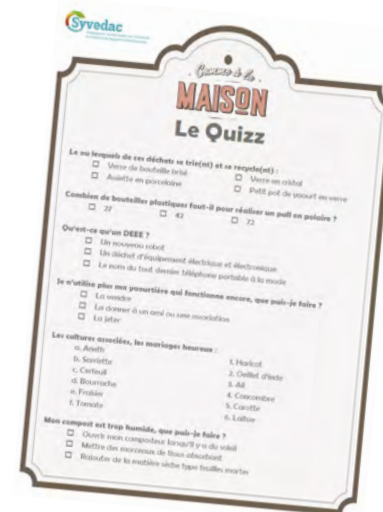 Syvedac
Comme à la
MAISON
Le Quizz
Le ou lesquels de ces déchets se trie(nt) et se recycle(nt) :
Verre de bouteille brisé
Verre en cristal
Assiette en porcelaine
Petit pot de yaourt en verre
Combien de bouteilles plastiques faut-il pour réaliser un pull en polaire ?
27 42 72
Qu'est-ce qu'un DEEE ?
Un nouveau robot
Un déchet d'équipement électrique et électronique
Le nom du tout dernier téléphone portable à la mode
Je n'utilise plus ma yaourtière qui fonctionne encore, que puis-je faire ?
La vendre
La donner à un ami ou une association
La jeter
Les cultures associées, les mariages heureux :
a. Aneth
b. Sarriette
c. Cerfeuil
d. Bourrache
e. Fraisier
f. Tomate
1. Haricot
2. Oeillet d'Inde
3. Ail
4. Concombre
5. Carotte
6. Laitue
Mon compost est trop humide, que puis-je faire ?
Ouvrir mon composteur lorsqu'il y a du soleil
Mettre des morceaux de tissus absorbant
Rajouter de la matière sèche type feuilles mortes